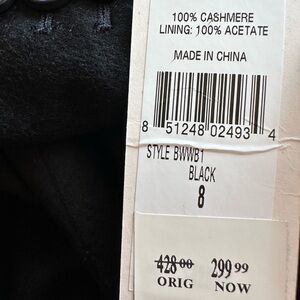 100% CASHMERE
LINING: 100% ACETATE
MADE IN CHINA
8 51248 02493 4
STYLE BWWB1
BLACK
8
428 00 299 99
ORIG NOW